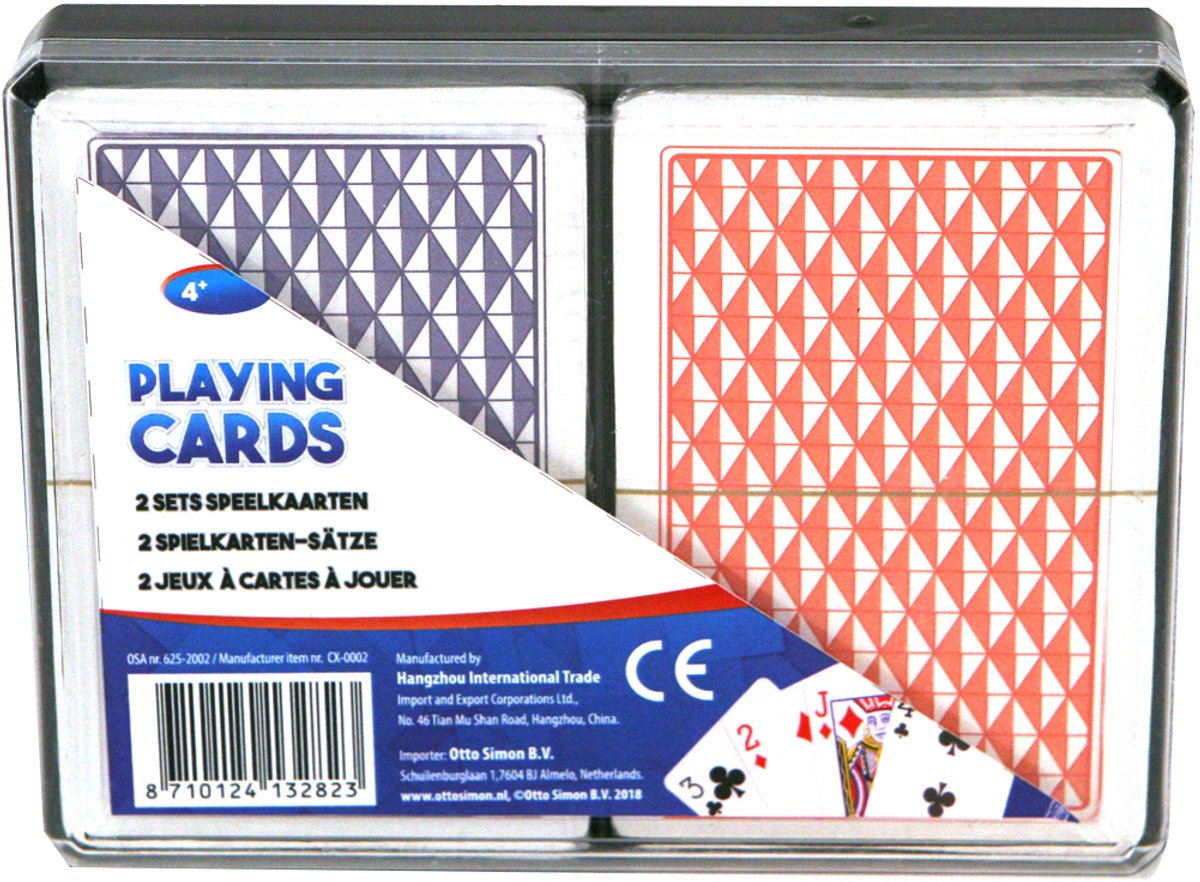 4+
PLAYING
CARDS
2 SETS SPEELKAARTEN
2 SPIELKARTEN-SÄTZE
2 JEUX À CARTES À JOUER
OSA nr. 625-2002 / Manufacturer item nr. CX-0002
8 710124 132823
Manufactured by
Hangzhou International Trade
Import and Export Corporations Ltd.,
No. 46 Tian Mu Shan Road, Hangzhou, China.
Importer: Otto Simon B.V.
Schuilenburglaan 1,7604 BJ Almelo, Netherlands.
www.ottosimon.nl, ©Otto Simon B.V. 2018
CE
3
2
J
4